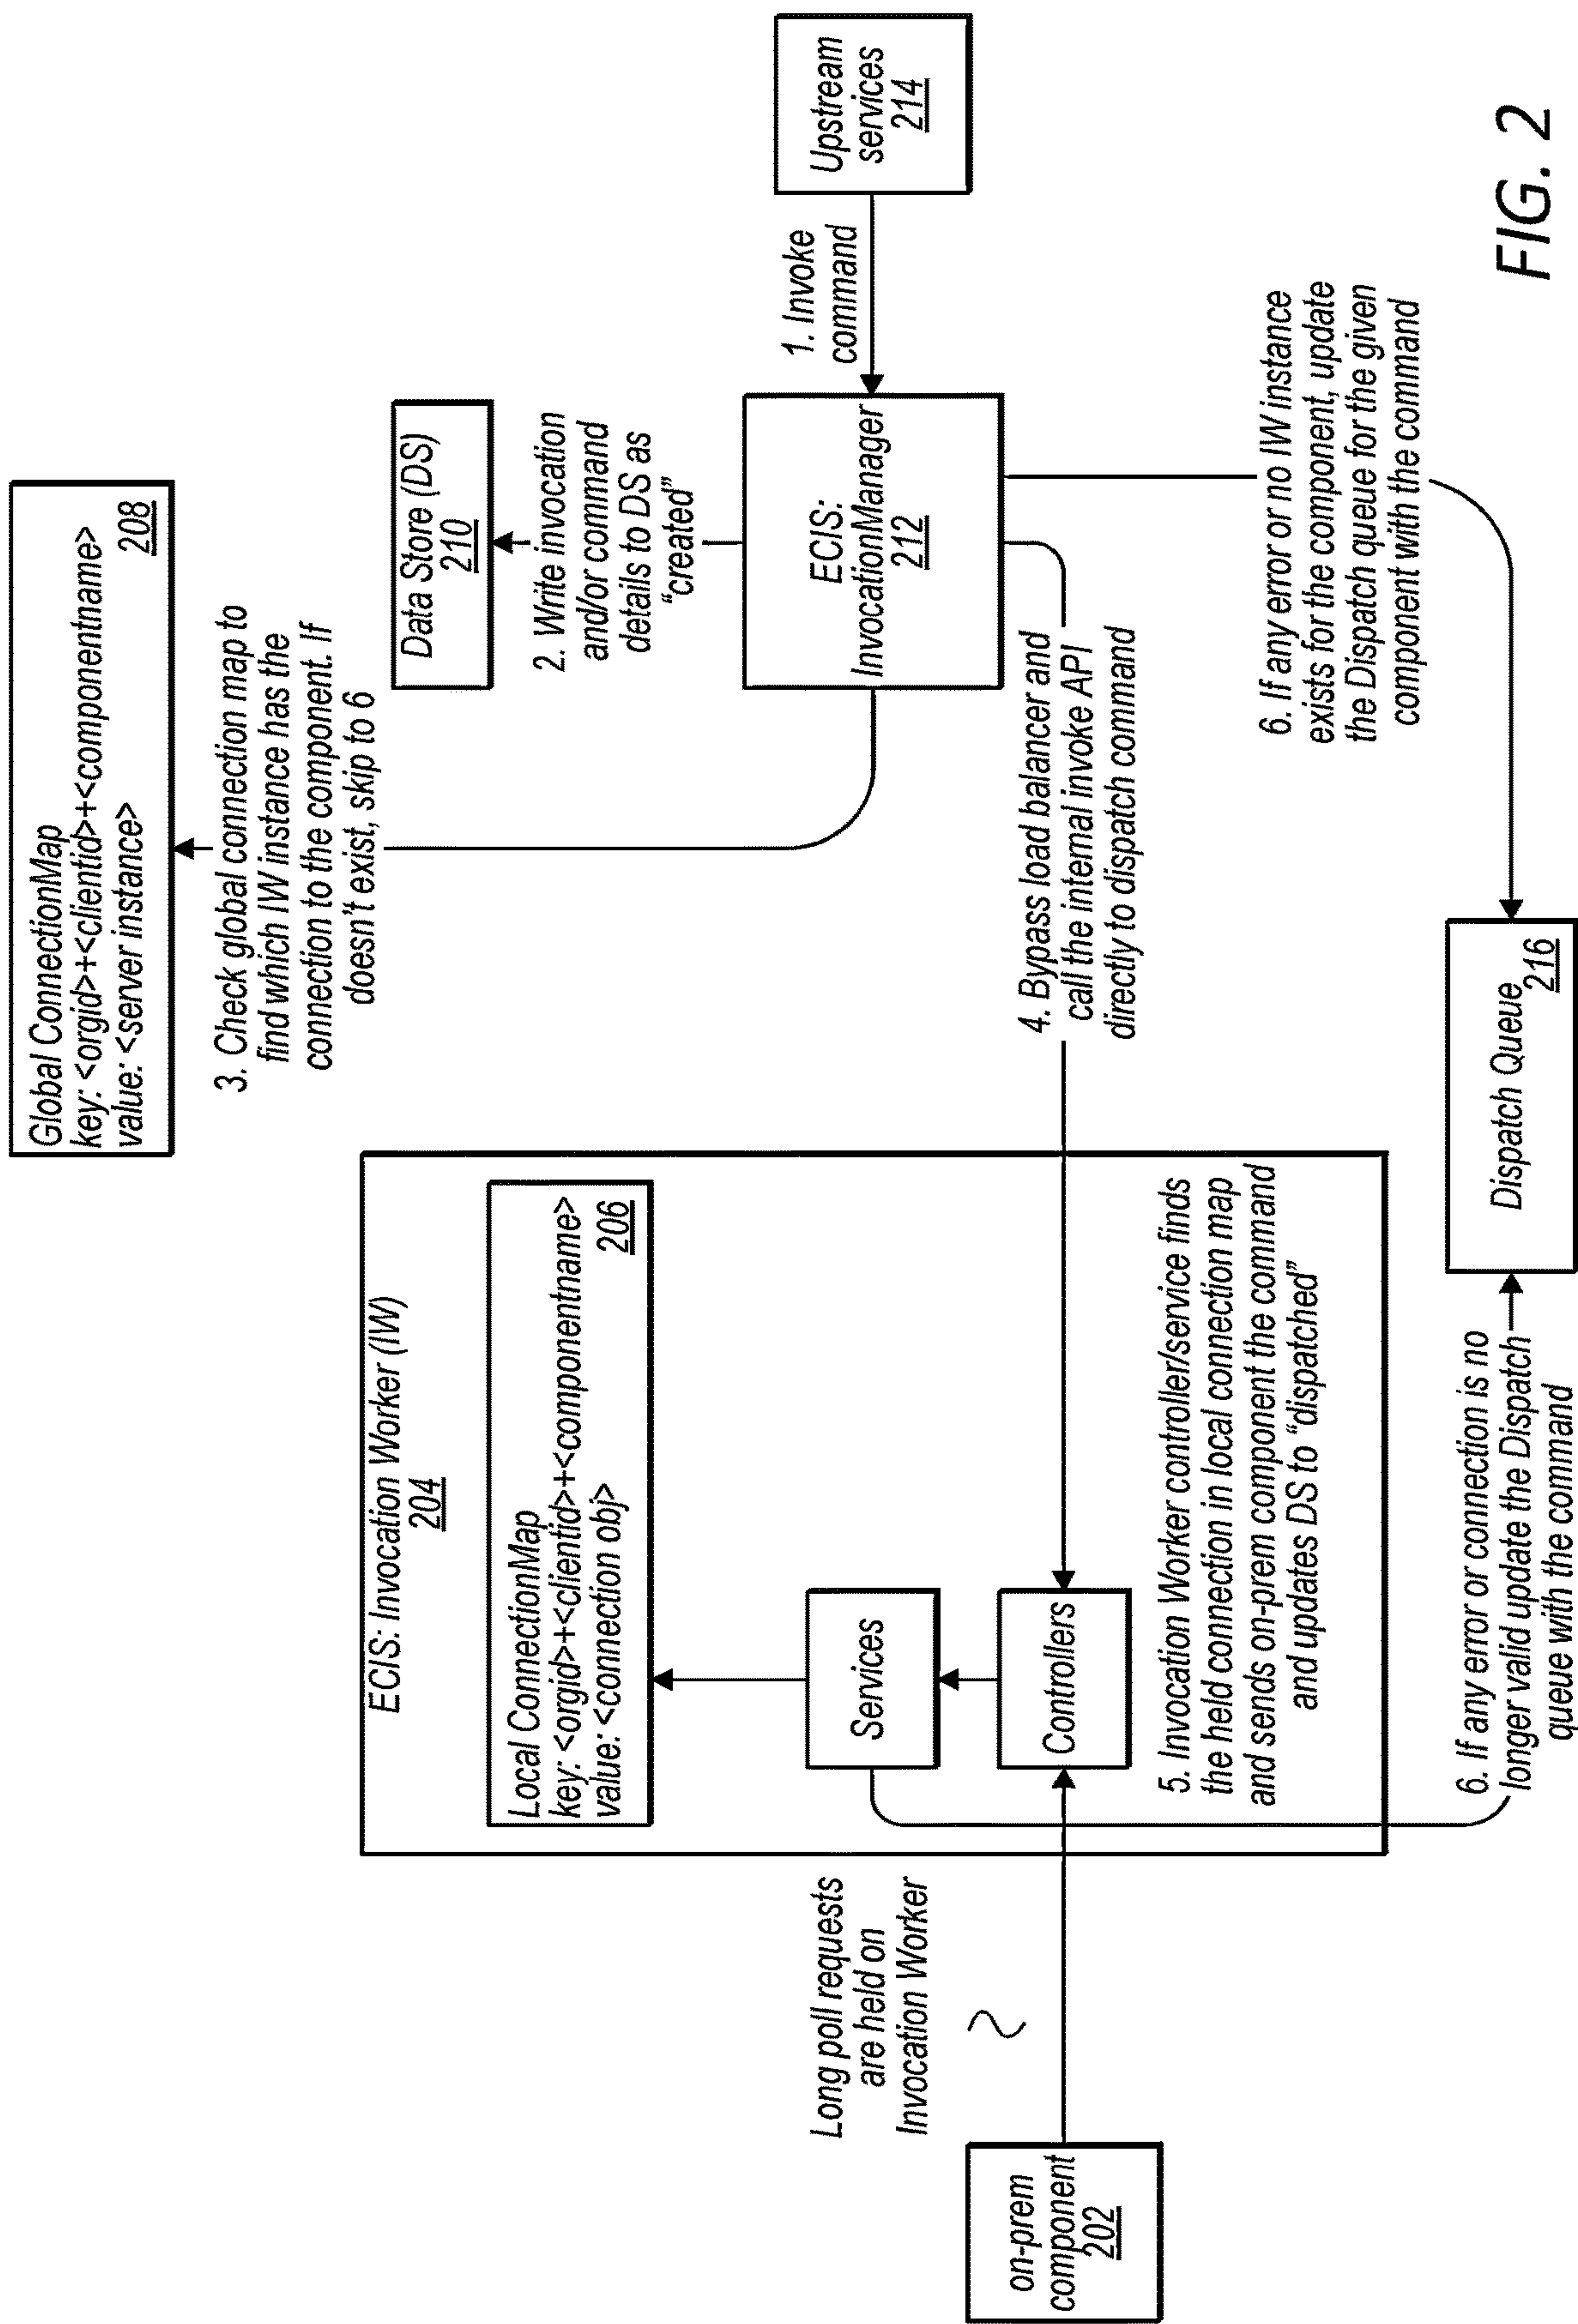 Global ConnectionMap
key: <orgid>+<clientid>+<componentname>
value: <server instance>
208
3. Check global connection map to
find which IW instance has the
connection to the component. If
doesn't exist, skip to 6
Data Store (DS)
210
2. Write invocation
and/or command
details to DS as
“created”
ECIS: Invocation Worker (IW)
204
Local ConnectionMap
key: <orgid>+<clientid>+<componentname>
value: <connection obj>
206
Services
Controllers
5. Invocation Worker controller/service finds
the held connection in local connection map
and sends on-prem component the command
and updates DS to “dispatched”
Long poll requests
are held on
Invocation Worker
on-prem
component
202
ECIS:
InvocationManager
212
1. Invoke
command
Upstream
services
214
4. Bypass load balancer and
call the internal invoke API
directly to dispatch command
6. If any error or no IW instance
exists for the component, update
the Dispatch queue for the given
component with the command
6. If any error or connection is no
longer valid update the Dispatch
queue with the command
Dispatch Queue
216
FIG. 2